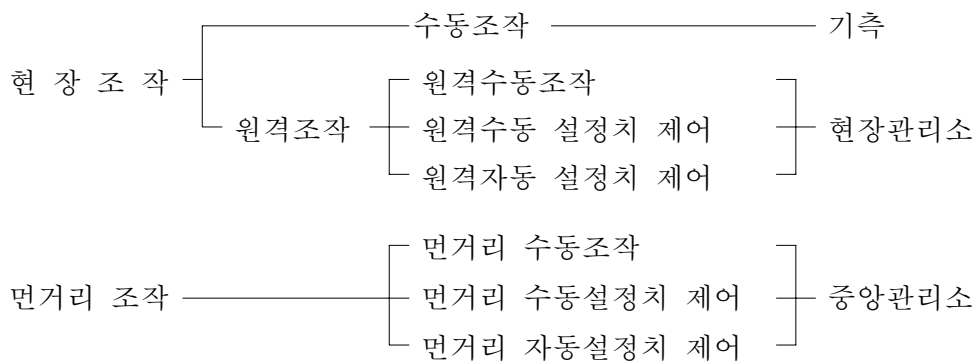 수동조작 기측
현 장 조 작 원격수동조작
원격조작 원격수동 설정치 제어 현장관리소
원격자동 설정치 제어
먼거리 수동조작
먼거리 조작 먼거리 수동설정치 제어 중앙관리소
먼거리 자동설정치 제어